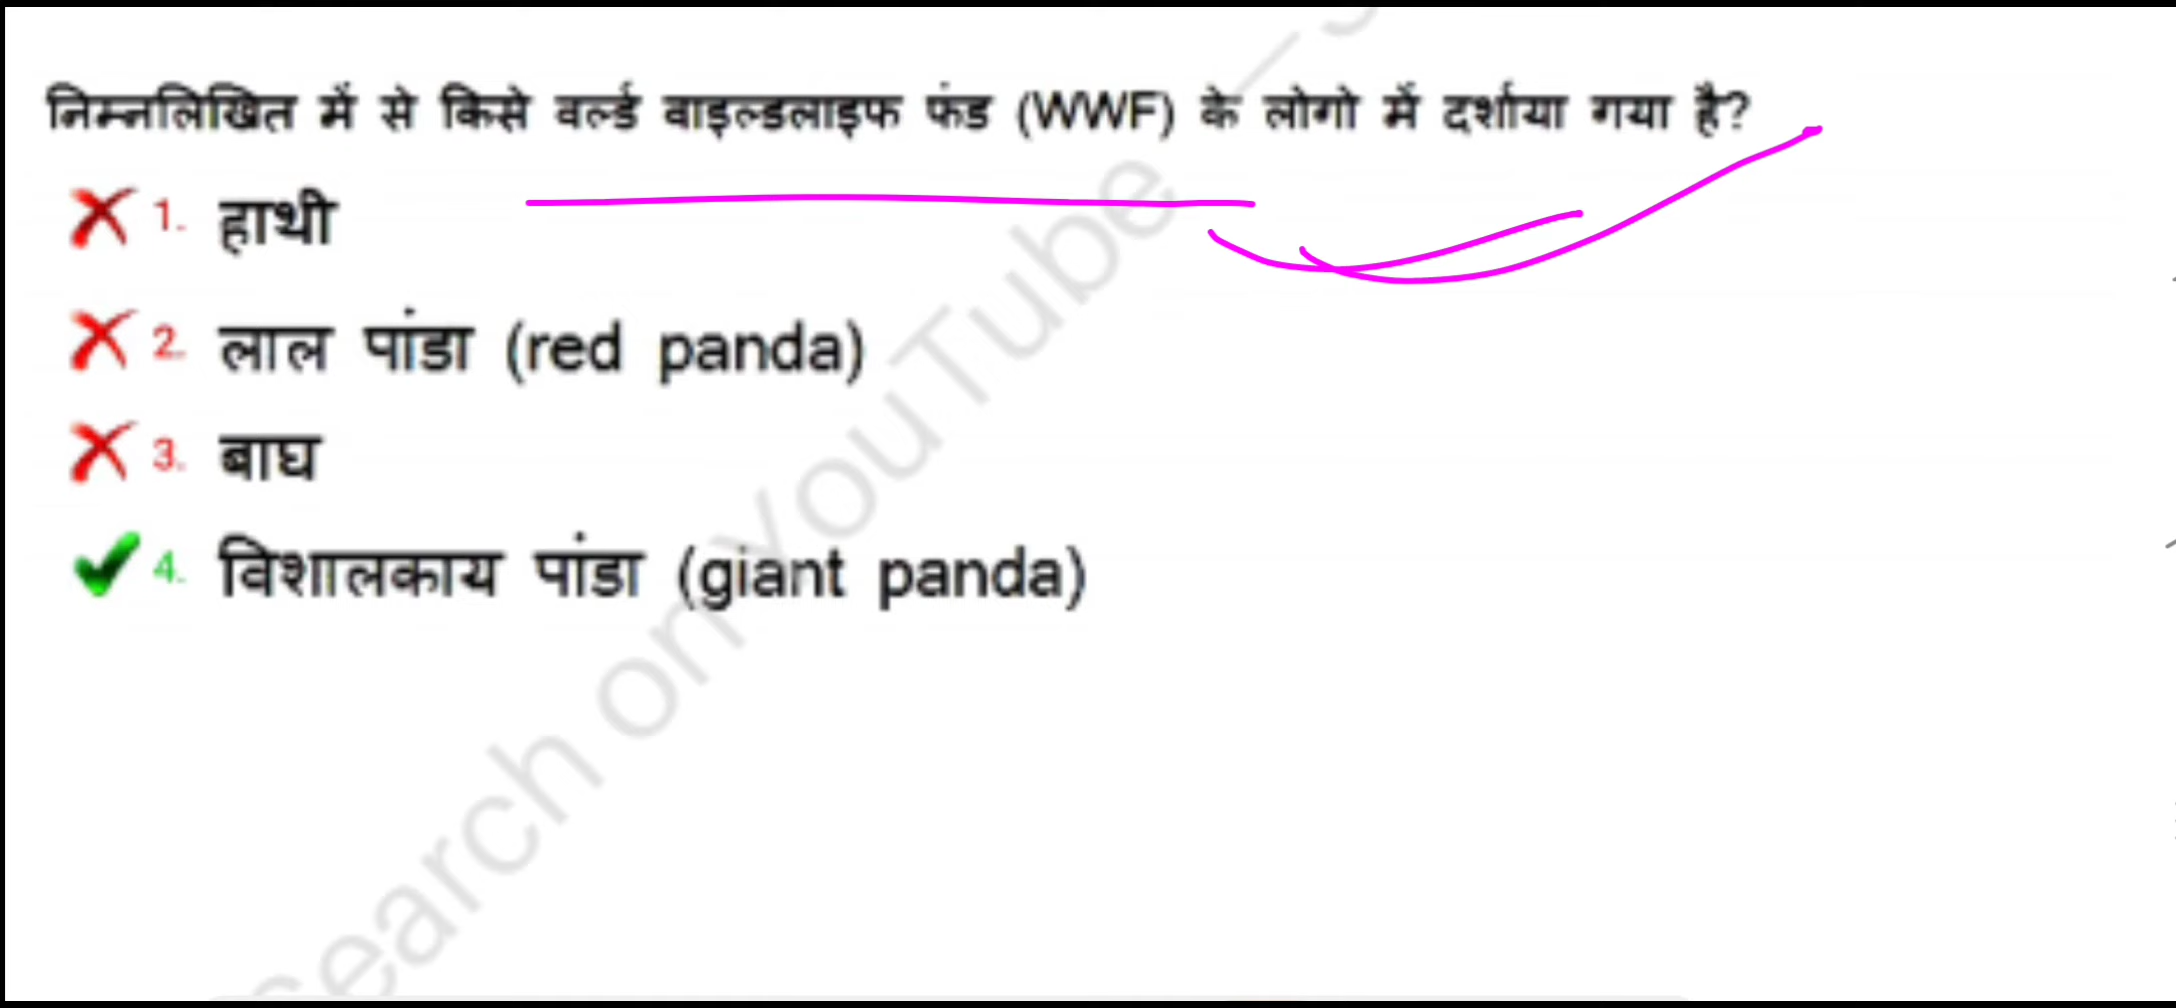 निम्नलिखित में से किसे वर्ल्ड वाइल्डलाइफ फंड (WWF) के लोगो में दर्शाया गया है?
1. हाथी
2. लाल पांडा (red panda)
3. बाघ
4. विशालकाय पांडा (giant panda)
Search on YouTube